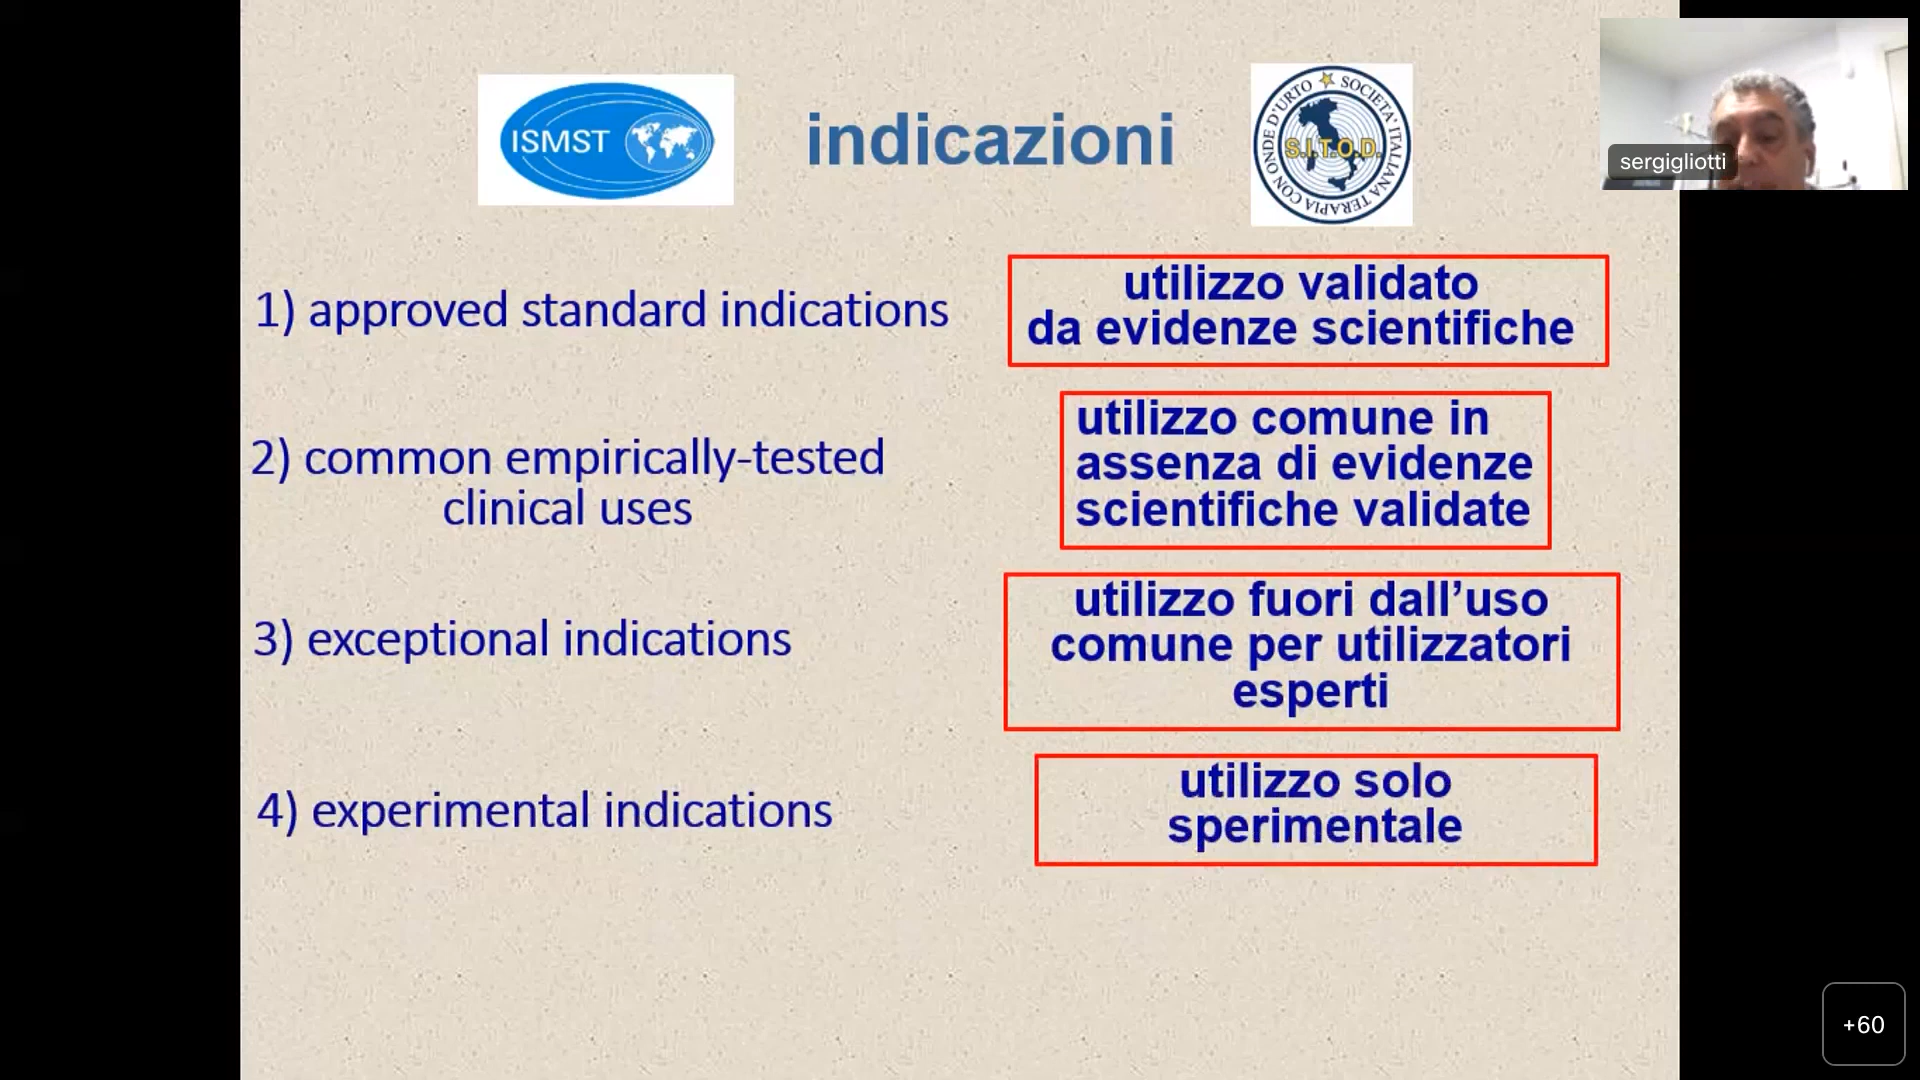 ISMST
indicazioni
SOCIETA' ITALIANA TERAPIA CON ONDE D'URTO
S.I.T.O.D.
sergigliotti
1) approved standard indications
utilizzo validato
da evidenze scientifiche
2) common empirically-tested
clinical uses
utilizzo comune in
assenza di evidenze
scientifiche validate
3) exceptional indications
utilizzo fuori dall’uso
comune per utilizzatori
esperti
4) experimental indications
utilizzo solo
sperimentale
+60